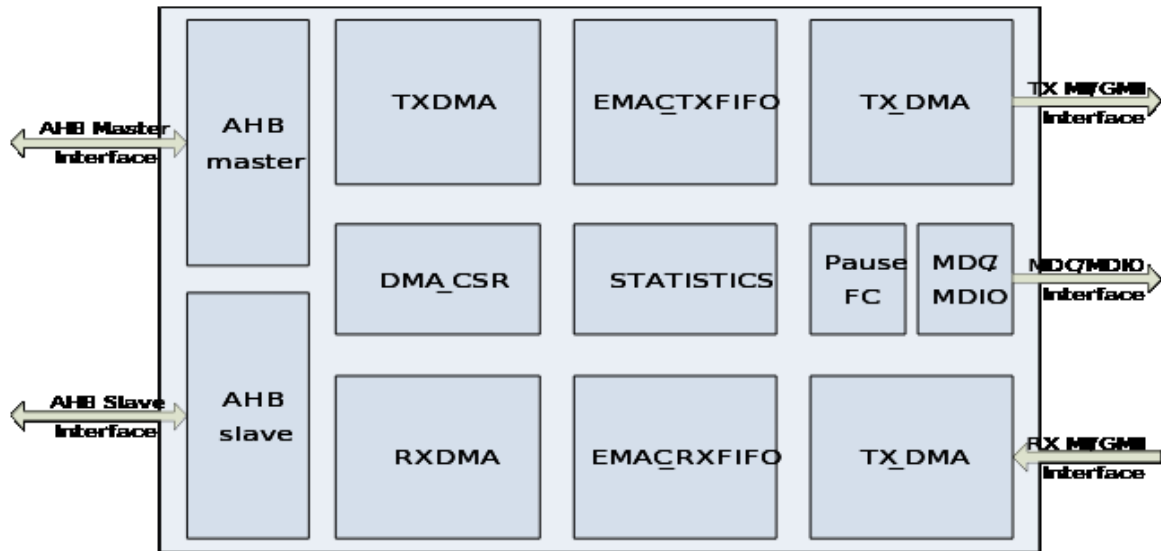 TXDMA
EMAC_TXFIFO
TX_DMA
TX MII/GMII
Interface
AHB Master
Interface
AHB
master
DMA_CSR
STATISTICS
Pause
FC
MDC/
MDIO
MDC/MDIO
Interface
AHB Slave
Interface
AHB
slave
RXDMA
EMAC_RXFIFO
TX_DMA
RX MII/GMII
Interface